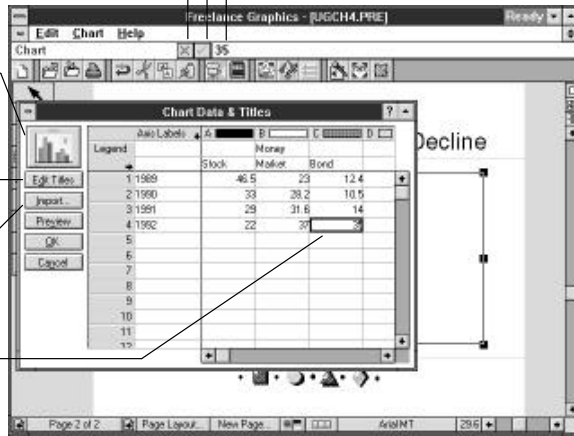 Freelance Graphics - [UGCH4.PRE] Ready
Edit Chart Help
Chart 35
Chart Data & Titles ?
Decline
Axis Labels A B C D
Legend Money
Stock Market Bond
Edit Titles
Import...
Preview
OK
Cancel
1 1989 46.5 23 12.4
2 1990 33 28.2 10.5
3 1991 29 31.6 14
4 1992 22 37
5
6
7
8
9
10
11
12
Page 2 of 2 Page Layout... New Page... Arial MT 29.6